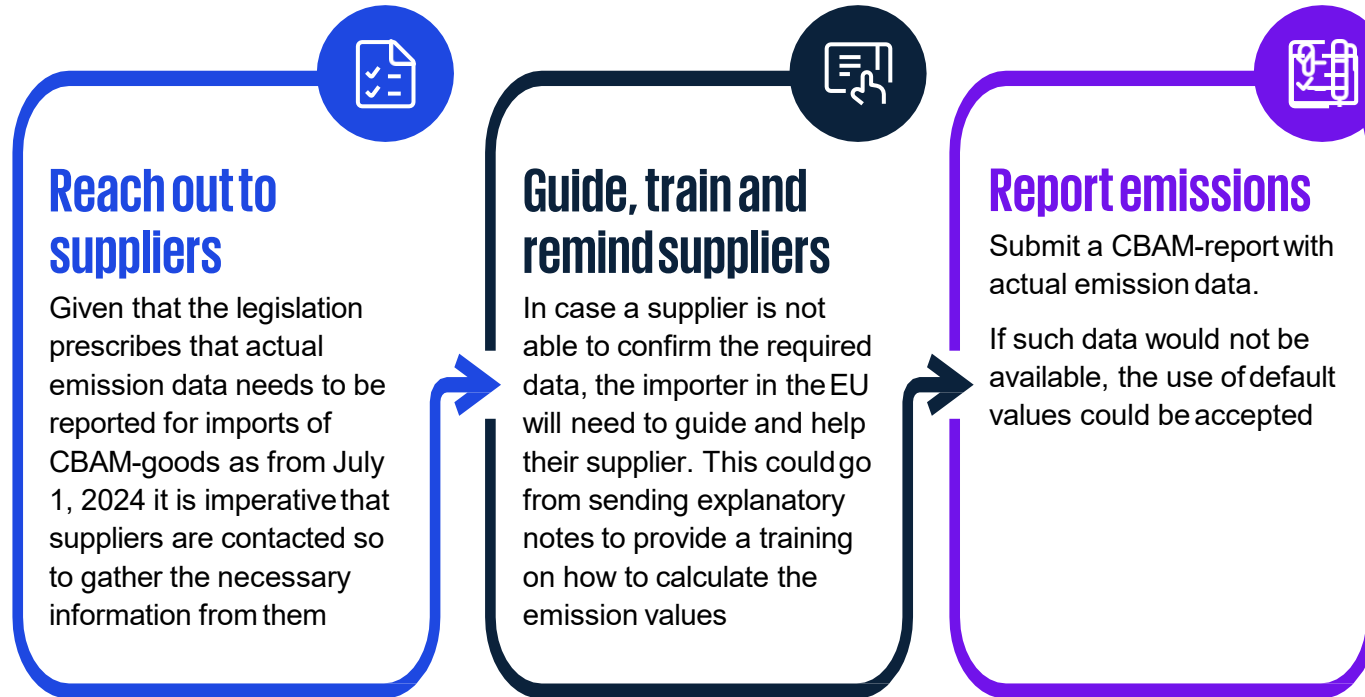 Reach out to
suppliers
Given that the legislation
prescribes that actual
emission data needs to be
reported for imports of
CBAM-goods as from July
1, 2024 it is imperative that
suppliers are contacted so
to gather the necessary
information from them
Guide, train and
remind suppliers
In case a supplier is not
able to confirm the required
data, the importer in the EU
will need to guide and help
their supplier. This could go
from sending explanatory
notes to provide a training
on how to calculate the
emission values
Report emissions
Submit a CBAM-report with
actual emission data.
If such data would not be
available, the use of default
values could be accepted